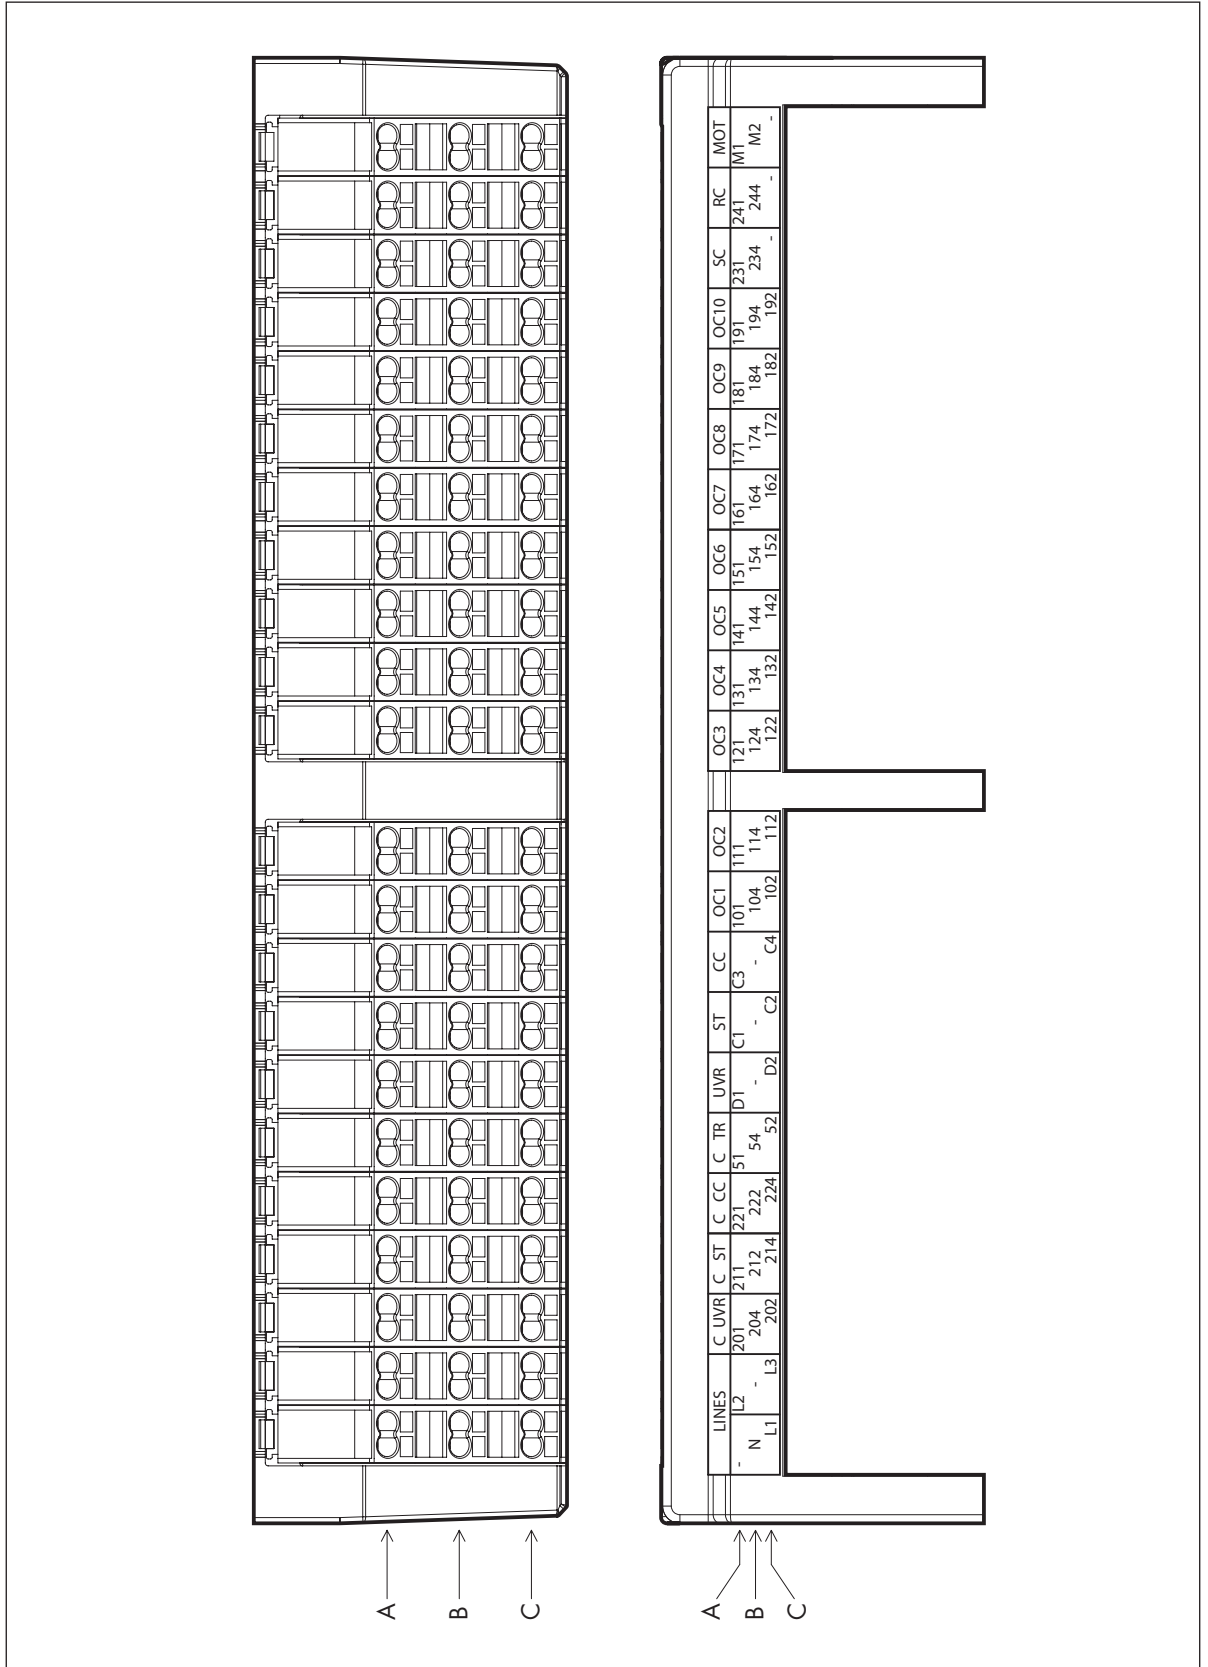 A
B
C
LINES C UVR C ST C CC C TR UVR ST CC OC1 OC2 OC3 OC4 OC5 OC6 OC7 OC8 OC9 OC10 SC RC MOT
A - L2 201 211 221 51 D1 C1 C3 101 111 121 131 141 151 161 171 181 191 231 241 M1
B N - 204 212 222 54 - - - 104 114 124 134 144 154 164 174 184 194 234 244 M2
C L1 L3 202 214 224 52 D2 C2 C4 102 112 122 132 142 152 162 172 182 192 - - -